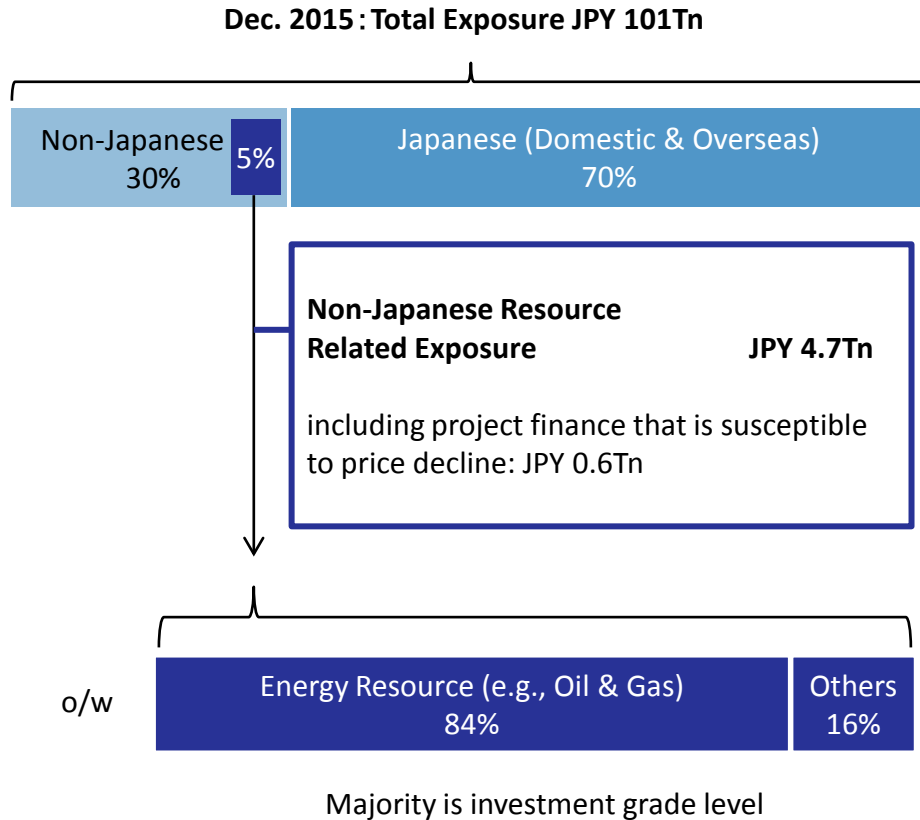 Dec. 2015：Total Exposure JPY 101Tn
Non-Japanese
30%
5%
Japanese (Domestic & Overseas)
70%
Non-Japanese Resource
Related Exposure JPY 4.7Tn
including project finance that is susceptible
to price decline: JPY 0.6Tn
o/w
Energy Resource (e.g., Oil & Gas)
84%
Others
16%
Majority is investment grade level